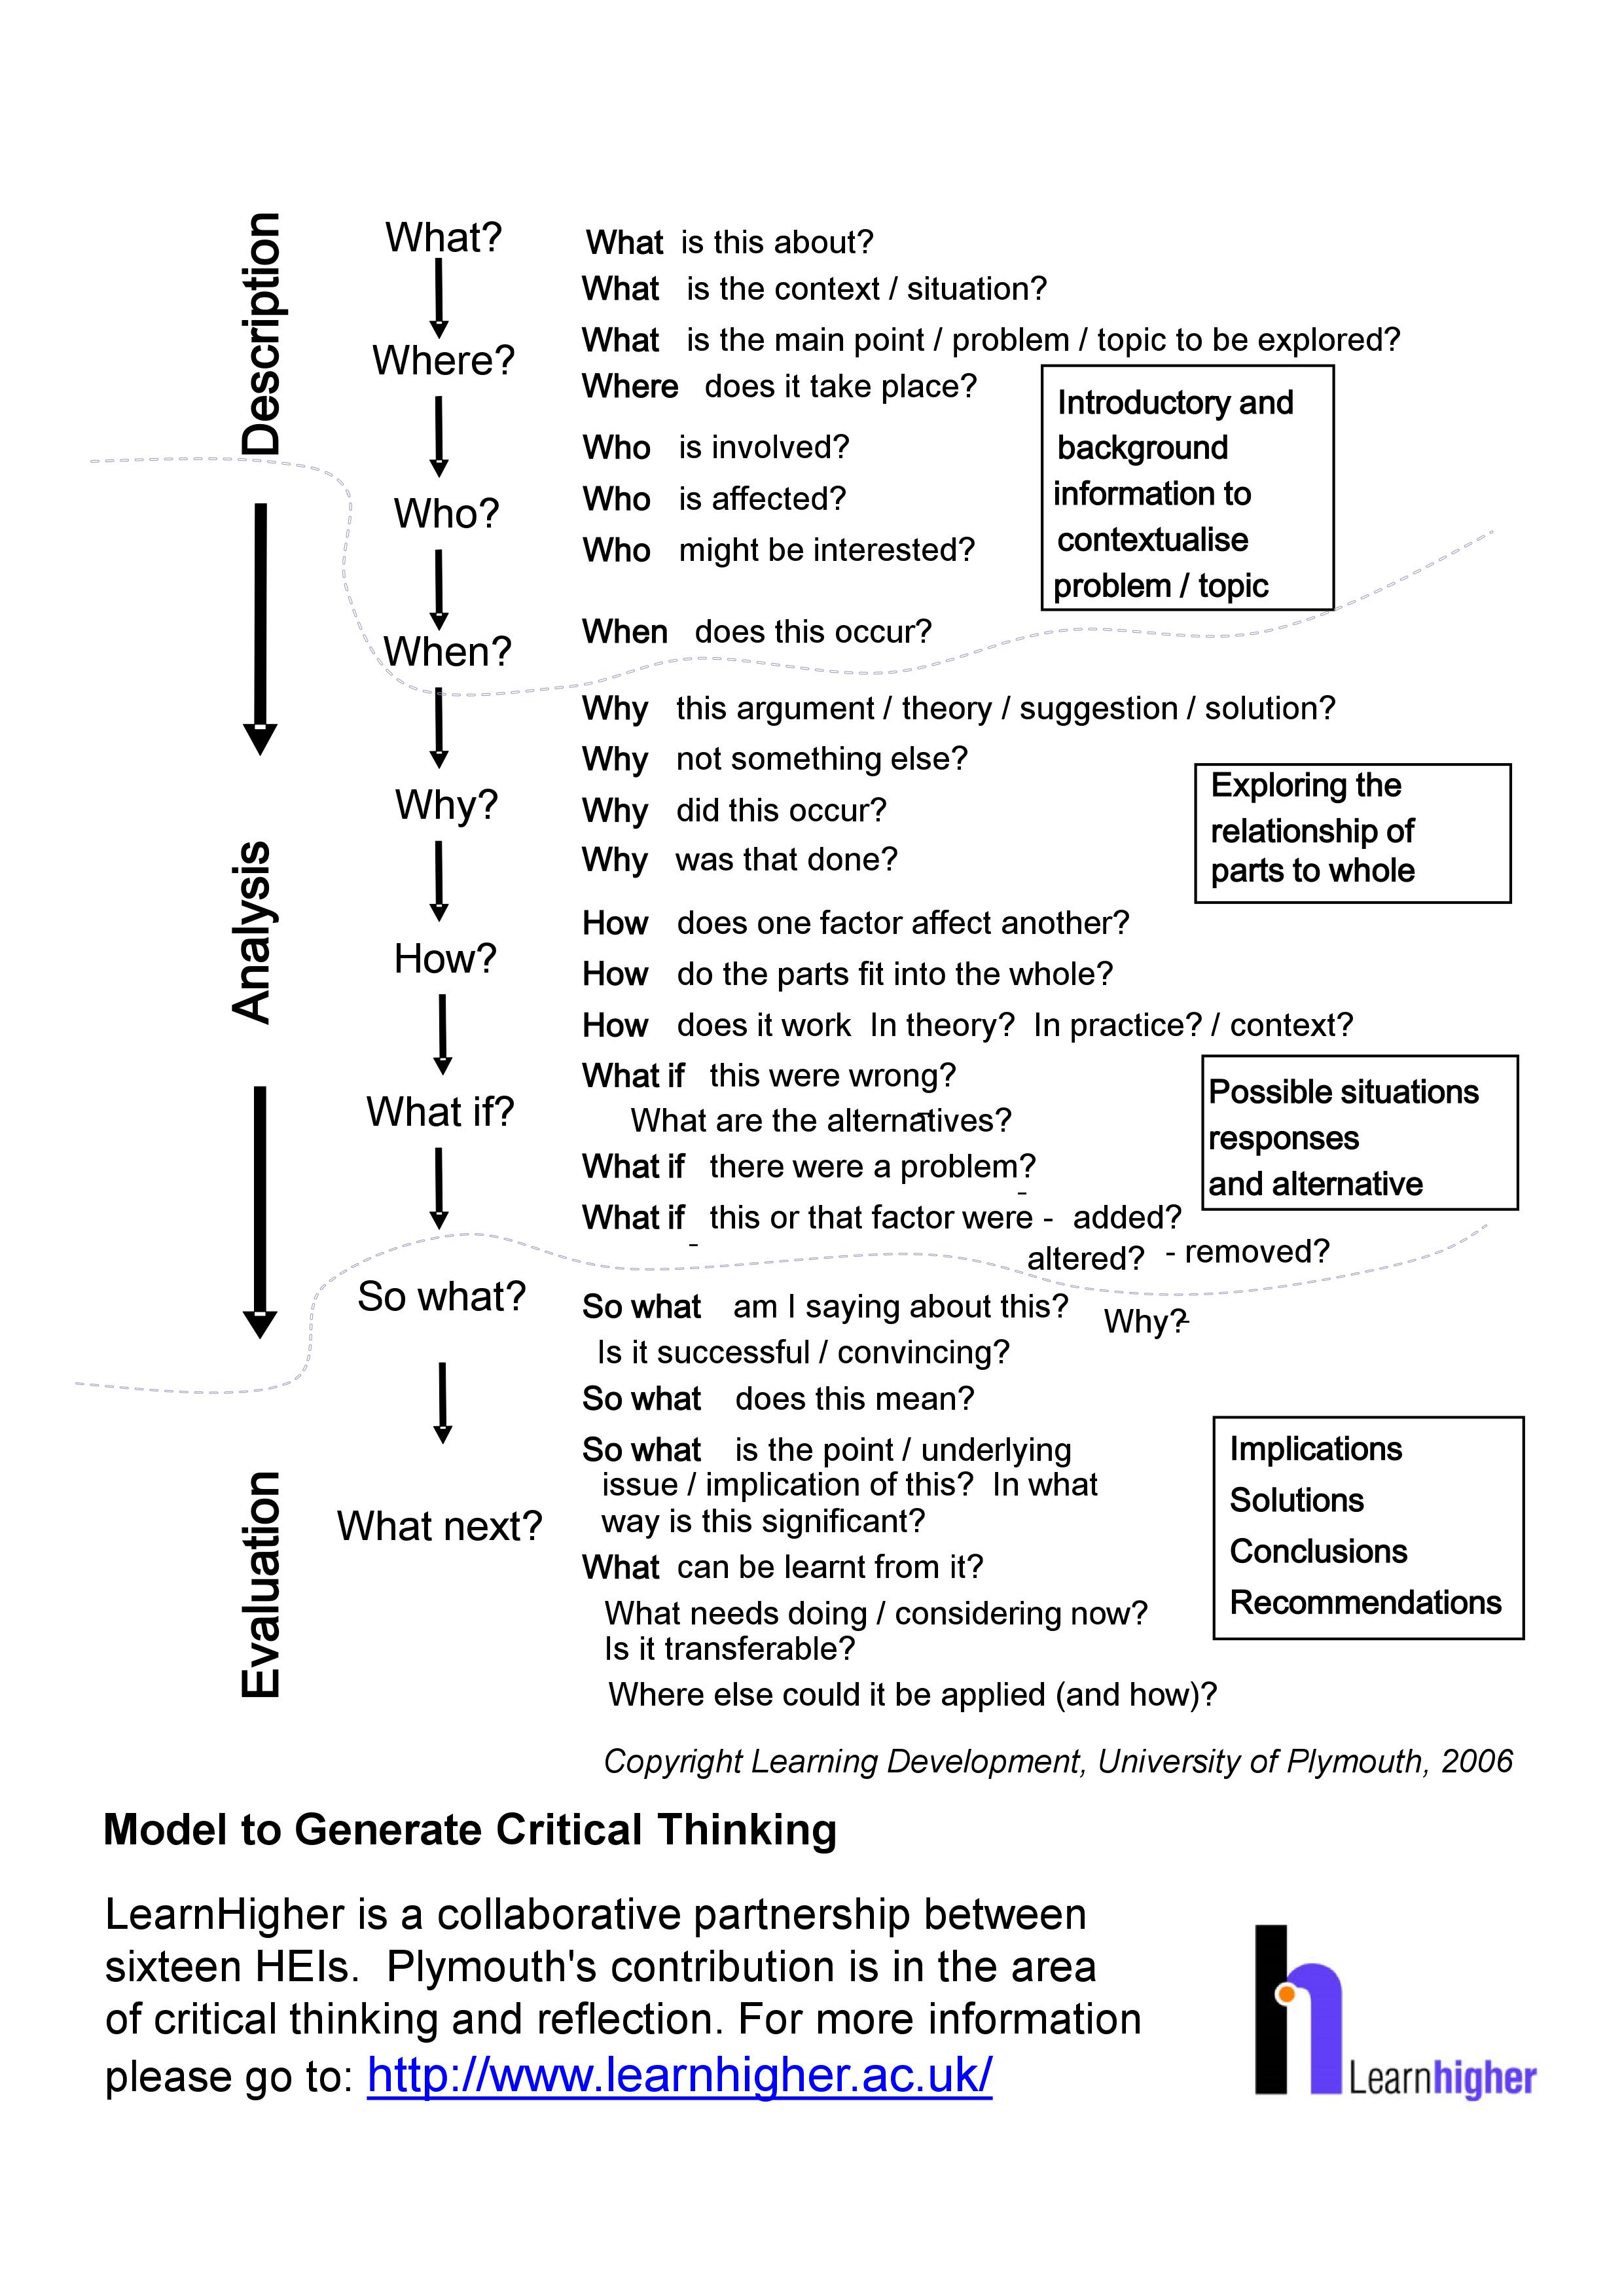 Description
What?
Where?
Who?
When?
What is this about?
What is the context / situation?
What is the main point / problem / topic to be explored?
Where does it take place?
Who is involved?
Who is affected?
Who might be interested?
When does this occur?
Introductory and
background
information to
contextualise
problem / topic
Analysis
Why?
How?
What if?
Why this argument / theory / suggestion / solution?
Why not something else?
Why did this occur?
Why was that done?
Exploring the
relationship of
parts to whole
How does one factor affect another?
How do the parts fit into the whole?
How does it work In theory? In practice? / context?
What if this were wrong?
What are the alternatives?
What if there were a problem?
What if this or that factor were - added?
altered? - removed?
Possible situations
responses
and alternative
Evaluation
So what?
What next?
So what am I saying about this? Why?-
Is it successful / convincing?
So what does this mean?
So what is the point / underlying
issue / implication of this? In what
way is this significant?
What can be learnt from it?
What needs doing / considering now?
Is it transferable?
Where else could it be applied (and how)?
Implications
Solutions
Conclusions
Recommendations
Copyright Learning Development, University of Plymouth, 2006
Model to Generate Critical Thinking
LearnHigher is a collaborative partnership between
sixteen HEIs. Plymouth's contribution is in the area
of critical thinking and reflection. For more information
please go to: http://www.learnhigher.ac.uk/
Learnhigher